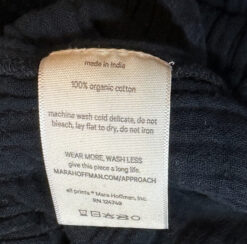 made in India
100% organic cotton
machine wash cold delicate, do not
bleach, lay flat to dry, do not iron
WEAR MORE, WASH LESS
give this piece a long life.
MARAHOFFMAN.COM/APPROACH
all prints ® Mara Hoffman, Inc.
RN 124749